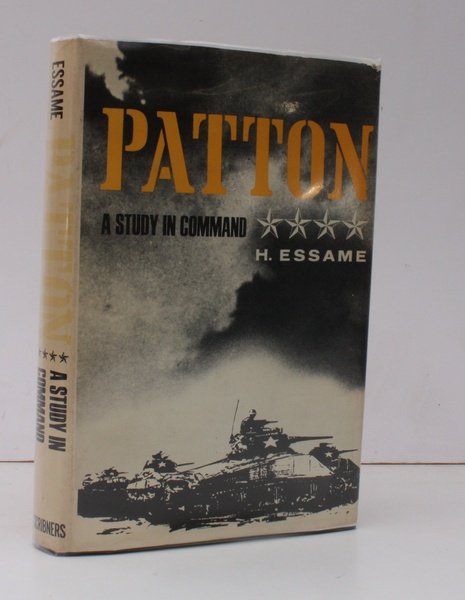 PATTON
A STUDY IN COMMAND
H. ESSAME
ESSAME
PATTON
A STUDY IN
COMMAND
SCRIBNERS